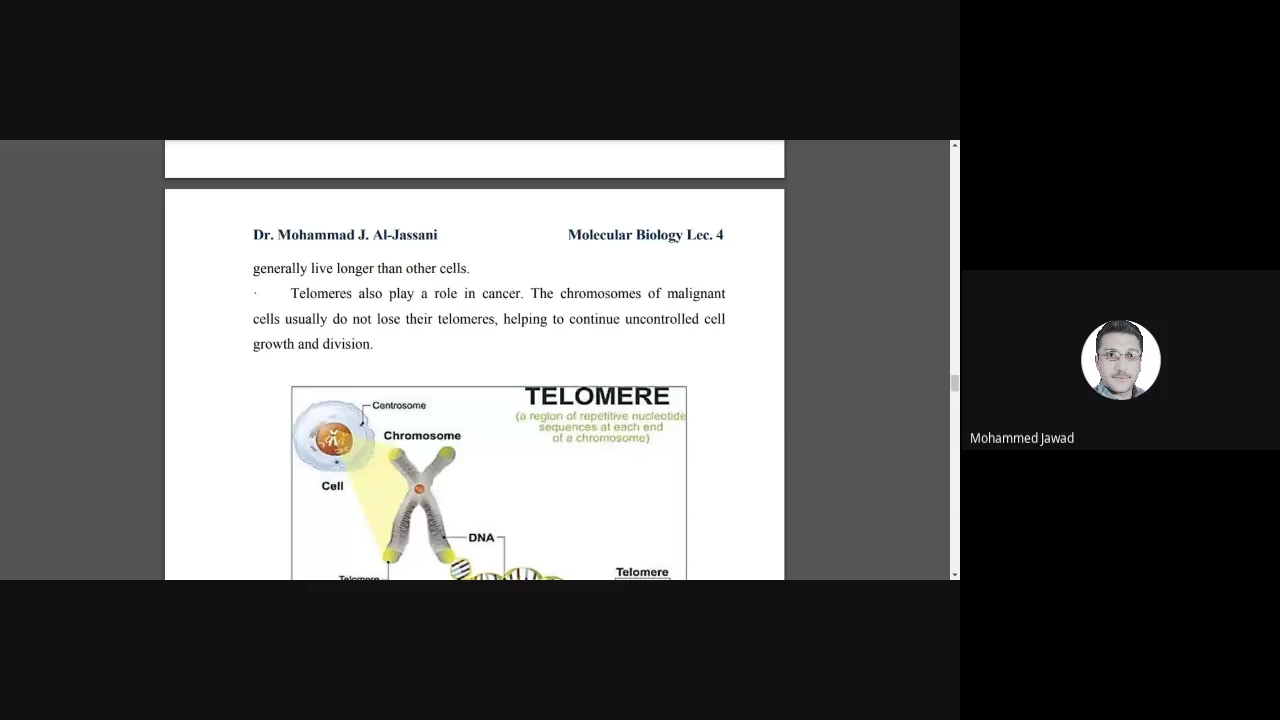 Dr. Mohammad J. Al-Jassani Molecular Biology Lec. 4
generally live longer than other cells.
· Telomeres also play a role in cancer. The chromosomes of malignant
cells usually do not lose their telomeres, helping to continue uncontrolled cell
growth and division.
TELOMERE
(a region of repetitive nucleotide
sequences at each end
of a chromosome)
Centrosome
Chromosome
Cell
DNA
Telomere
Telomere
Mohammed Jawad